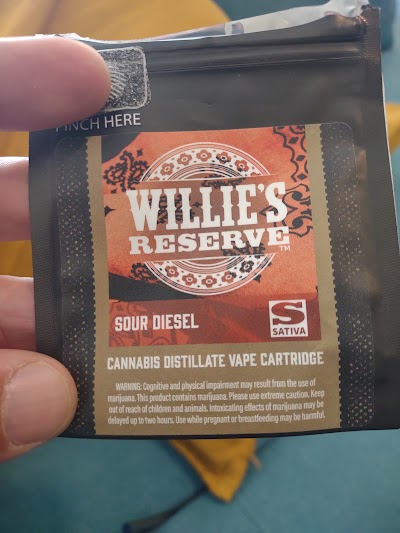 PINCH HERE
WILLIE'S
RESERVE™
SOUR DIESEL
S
SATIVA
CANNABIS DISTILLATE VAPE CARTRIDGE
WARNING: Cognitive and physical impairment may result from the use of
marijuana. This product contains marijuana. Please use extreme caution. Keep
out of reach of children and animals. Intoxicating effects of marijuana may be
delayed up to two hours. Use while pregnant or breastfeeding may be harmful.